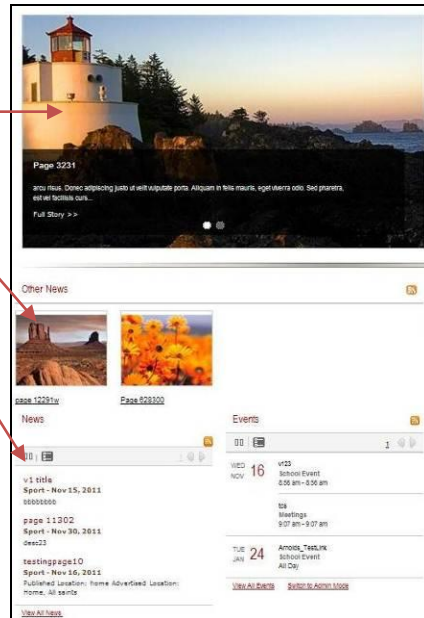 Page 3231
arcu risus. Donec adipiscing justo ut velit vulputate porta. Aliquam in felis mauris, eget viverra odio. Sed pharetra,
est vel facilisis curs...
Full Story >>
Other News
page 12291w
Page 628300
News
1
v1 title
Sport - Nov 15, 2011
bbbbbbbb
page 11302
Sport - Nov 30, 2011
desc23
testingpage10
Sport - Nov 16, 2011
Published Location: home Advertised Location:
Home, All saints
View All News
Events
1
WED 16 NOV
v123
School Event
8:56 am - 8:56 am
tcs
Meetings
9:07 am - 9:07 am
TUE 24 JAN
Arnolds_TestLink
School Event
All Day
View All Events Switch to Admin Mode